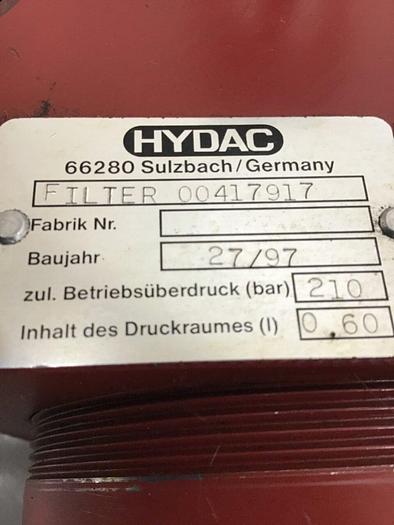 HYDAC
66280 Sulzbach/Germany
FILTER 00417917
Fabrik Nr.
Baujahr 27/97
zul. Betriebsüberdruck (bar) 210
Inhalt des Druckraumes (l) 0.60